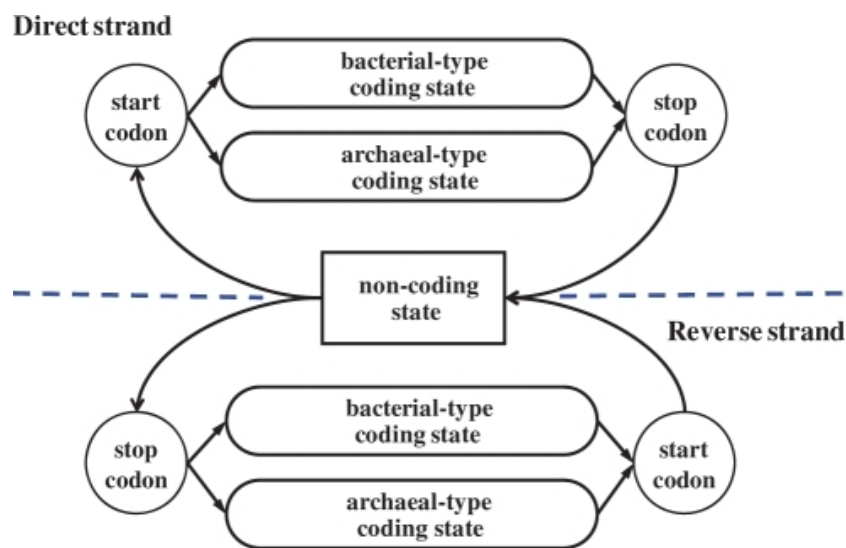 Direct strand
bacterial-type
coding state
start
codon
stop
codon
archaeal-type
coding state
non-coding
state
Reverse strand
bacterial-type
coding state
stop
codon
start
codon
archaeal-type
coding state